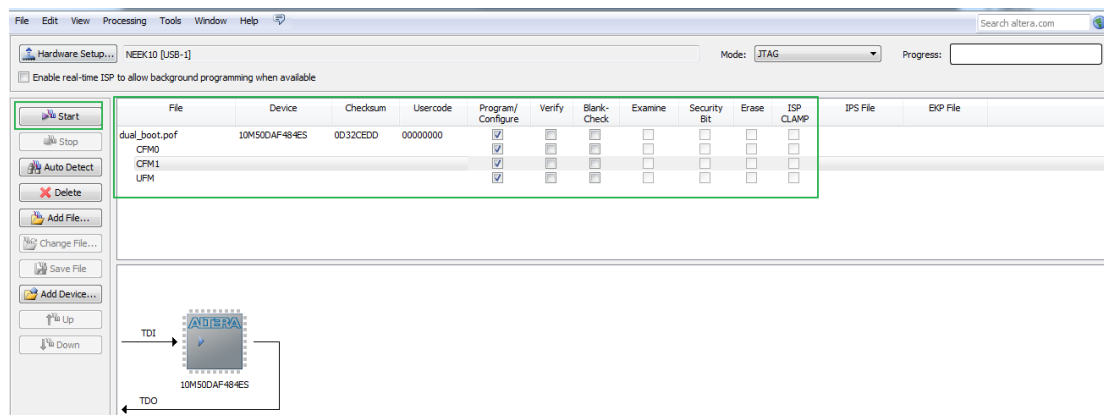 File Edit View Processing Tools Window Help
Search altera.com
Hardware Setup... NEEK10 [USB-1] Mode: JTAG Progress:
Enable real-time ISP to allow background programming when available
Start
Stop
Auto Detect
Delete
Add File...
Change File...
Save File
Add Device...
Up
Down
File Device Checksum Usercode Program/ Verify Blank- Examine Security Erase ISP IPS File EKP File
Configure Check Bit CLAMP
dual_boot.pof 10M50DAF484ES 0D32CEDD 00000000
CFM0
CFM1
UFM
TDI
ALTERA
10M50DAF484ES
TDO